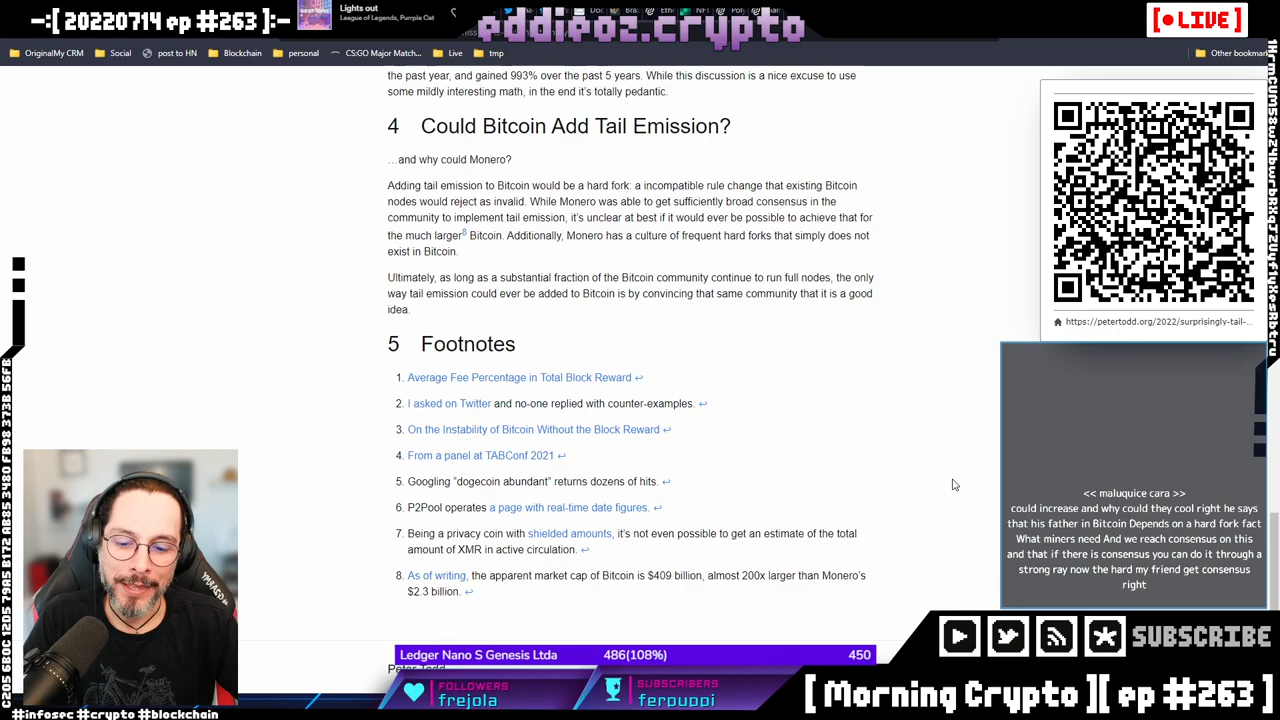 -:[ 20220714 ep #263]:-
Lights out
League of Legends, Purple Cat
eddieoz.crypto
[●LIVE]
OriginalMy CRM
Social
post to HN
Blockchain
CS:GO Major Match...
Live
tmp
Other bookmar
the past year, and gained 993% over the past 5 years. While this discussion is a nice excuse to use
some mildly interesting math, in the end it's totally pedantic.
4 Could Bitcoin Add Tail Emission?
...and why could Monero?
Adding tail emission to Bitcoin would be a hard fork: a incompatible rule change that existing Bitcoin
nodes would reject as invalid. While Monero was able to get sufficiently broad consensus in the
community to implement tail emission, it's unclear at best if it would ever be possible to achieve that for
the much larger8 Bitcoin. Additionally, Monero has a culture of frequent hard forks that simply does not
exist in Bitcoin.
Ultimately, as long as a substantial fraction of the Bitcoin community continue to run full nodes, the only
way tail emission could ever be added to Bitcoin is by convincing that same community that it is a good
idea.
5 Footnotes
1. Average Fee Percentage in Total Block Reward ↩
2. I asked on Twitter and no-one replied with counter-examples. ↩
3. On the Instability of Bitcoin Without the Block Reward ↩
4. From a panel at TABConf 2021 ↩
5. Googling "dogecoin abundant" returns dozens of hits. ↩
6. P2Pool operates a page with real-time date figures. ↩
7. Being a privacy coin with shielded amounts, it's not even possible to get an estimate of the total
amount of XMR in active circulation. ↩
8. As of writing, the apparent market cap of Bitcoin is $409 billion, almost 200x larger than Monero's
$2.3 billion. ↩
Peter Todd
https://petertodd.org/2022/surprisingly-tail-...
<< maluquice cara >>
could increase and why could they cool right he says
that his father in Bitcoin Depends on a hard fork fact
What miners need And we reach consensus on this
and that if there is consensus you can do it through a
strong ray now the hard my friend get consensus
right
Ledger Nano S Genesis Ltda
486(108%)
450
FOLLOWERS
frejola
SUBSCRIBERS
ferpuppi
SUBSCRIBE
[ Morning Crypto ][ ep #263 ]
#infosec #crypto #blockchain